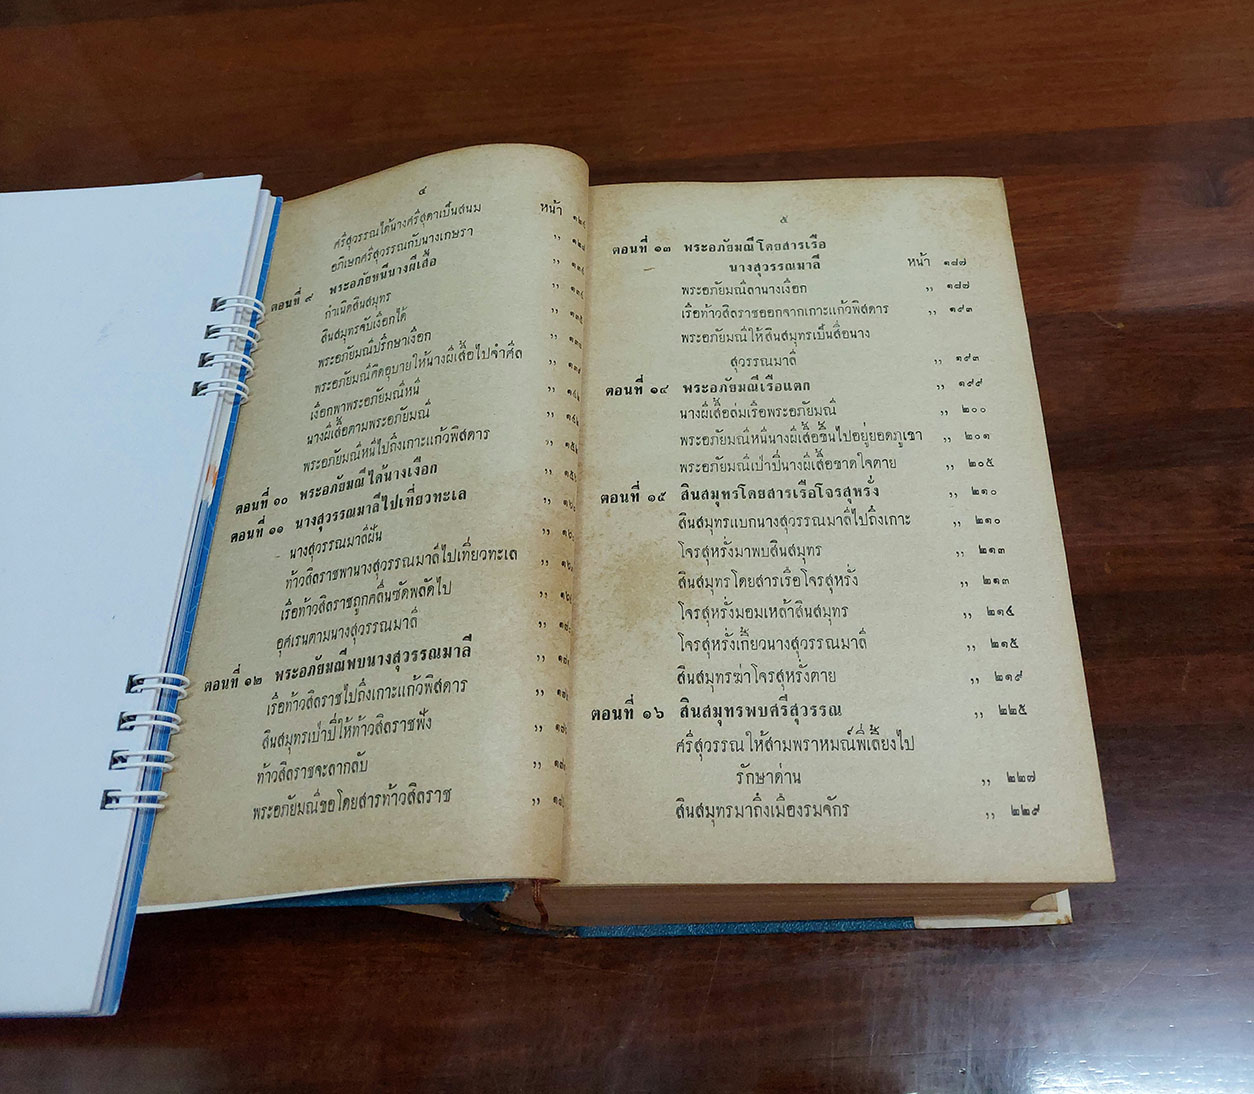 ๔
ศรีสุวรรณได้นางศรีสุดาเป็นสนม หน้า
อภิเษกศรีสุวรรณกับนางเกษรา ,,
ตอนที่ ๙ พระอภัยหนีนางผีเสื้อ ,,
กำเนิดสินสมุทร ,,
สินสมุทรจับเงือกได้ ,,
พระอภัยมณีปรึกษาเงือก ,,
พระอภัยมณีคิดอุบายให้นางผีเสื้อไปจำศีล ,,
เงือกพาพระอภัยมณีหนี ,,
นางผีเสื้อตามพระอภัยมณี ,,
พระอภัยมณีหนีไปถึงเกาะแก้วพิสดาร ,,
ตอนที่ ๑๐ พระอภัยมณีได้นางเงือก ,,
ตอนที่ ๑๑ นางสุวรรณมาลีไปเที่ยวทะเล ,,
นางสุวรรณมาลีฝัน ,,
ท้าวสิลราชพานางสุวรรณมาลีไปเที่ยวทะเล ,,
เรือท้าวสิลราชถูกคลื่นซัดพลัดไป ,,
อุศเรนตามนางสุวรรณมาลี ,,
ตอนที่ ๑๒ พระอภัยมณีพบนางสุวรรณมาลี ,,
เรือท้าวสิลราชไปถึงเกาะแก้วพิสดาร ,,
สินสมุทรเป่าปี่ให้ท้าวสิลราชฟัง ,,
ท้าวสิลราชจะลากลับ ,,
พระอภัยมณีขอโดยสารท้าวสิลราช ,,
๕
ตอนที่ ๑๓ พระอภัยมณีโดยสารเรือ
นางสุวรรณมาลี หน้า ๑๘๗
พระอภัยมณีลานางเงือก ,, ๑๘๗
เรือท้าวสิลราชออกจากเกาะแก้วพิสดาร ,, ๑๙๓
พระอภัยมณีให้สินสมุทรเป็นสื่อนาง
สุวรรณมาลี ,, ๑๙๓
ตอนที่ ๑๔ พระอภัยมณีเรือแตก ,, ๑๙๙
นางผีเสื้อล่มเรือพระอภัยมณี ,, ๒๐๐
พระอภัยมณีหนีนางผีเสื้อขึ้นไปอยู่ยอดภูเขา ,, ๒๐๑
พระอภัยมณีเป่าปี่นางผีเสื้อขาดใจตาย ,, ๒๐๕
ตอนที่ ๑๕ สินสมุทรโดยสารเรือโจรสุหรั่ง ,, ๒๑๐
สินสมุทรแบกนางสุวรรณมาลีไปถึงเกาะ ,, ๒๑๐
โจรสุหรั่งมาพบสินสมุทร ,, ๒๑๓
สินสมุทรโดยสารเรือโจรสุหรั่ง ,, ๒๑๓
โจรสุหรั่งมอมเหล้าสินสมุทร ,, ๒๑๔
โจรสุหรั่งเกี้ยวนางสุวรรณมาลี ,, ๒๑๕
สินสมุทรฆ่าโจรสุหรั่งตาย ,, ๒๑๙
ตอนที่ ๑๖ สินสมุทรพบศรีสุวรรณ ,, ๒๒๕
ศรีสุวรรณให้สามพราหมณ์พี่เลี้ยงไป
รักษาด่าน ,, ๒๒๗
สินสมุทรมาถึงเมืองรมจักร ,, ๒๒๙